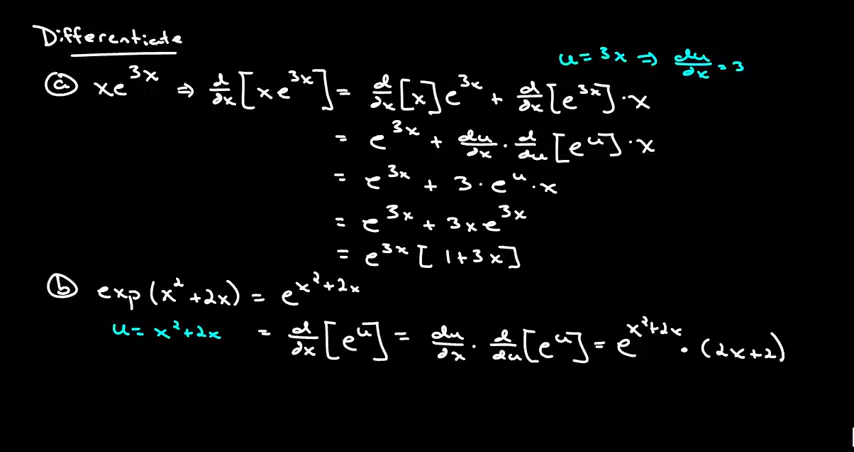 Differentiate
u = 3x ⇒ du/dx = 3
(a) xe^{3x} ⇒ d/dx [xe^{3x}] = d/dx [x] e^{3x} + d/dx [e^{3x}] · x
= e^{3x} + du/dx · d/du [e^u] · x
= e^{3x} + 3 · e^u · x
= e^{3x} + 3xe^{3x}
= e^{3x} [1 + 3x]
(b) exp(x² + 2x) = e^{x² + 2x}
u = x² + 2x = d/dx [e^u] = du/dx · d/du [e^u] = e^{x² + 2x} · (2x + 2)